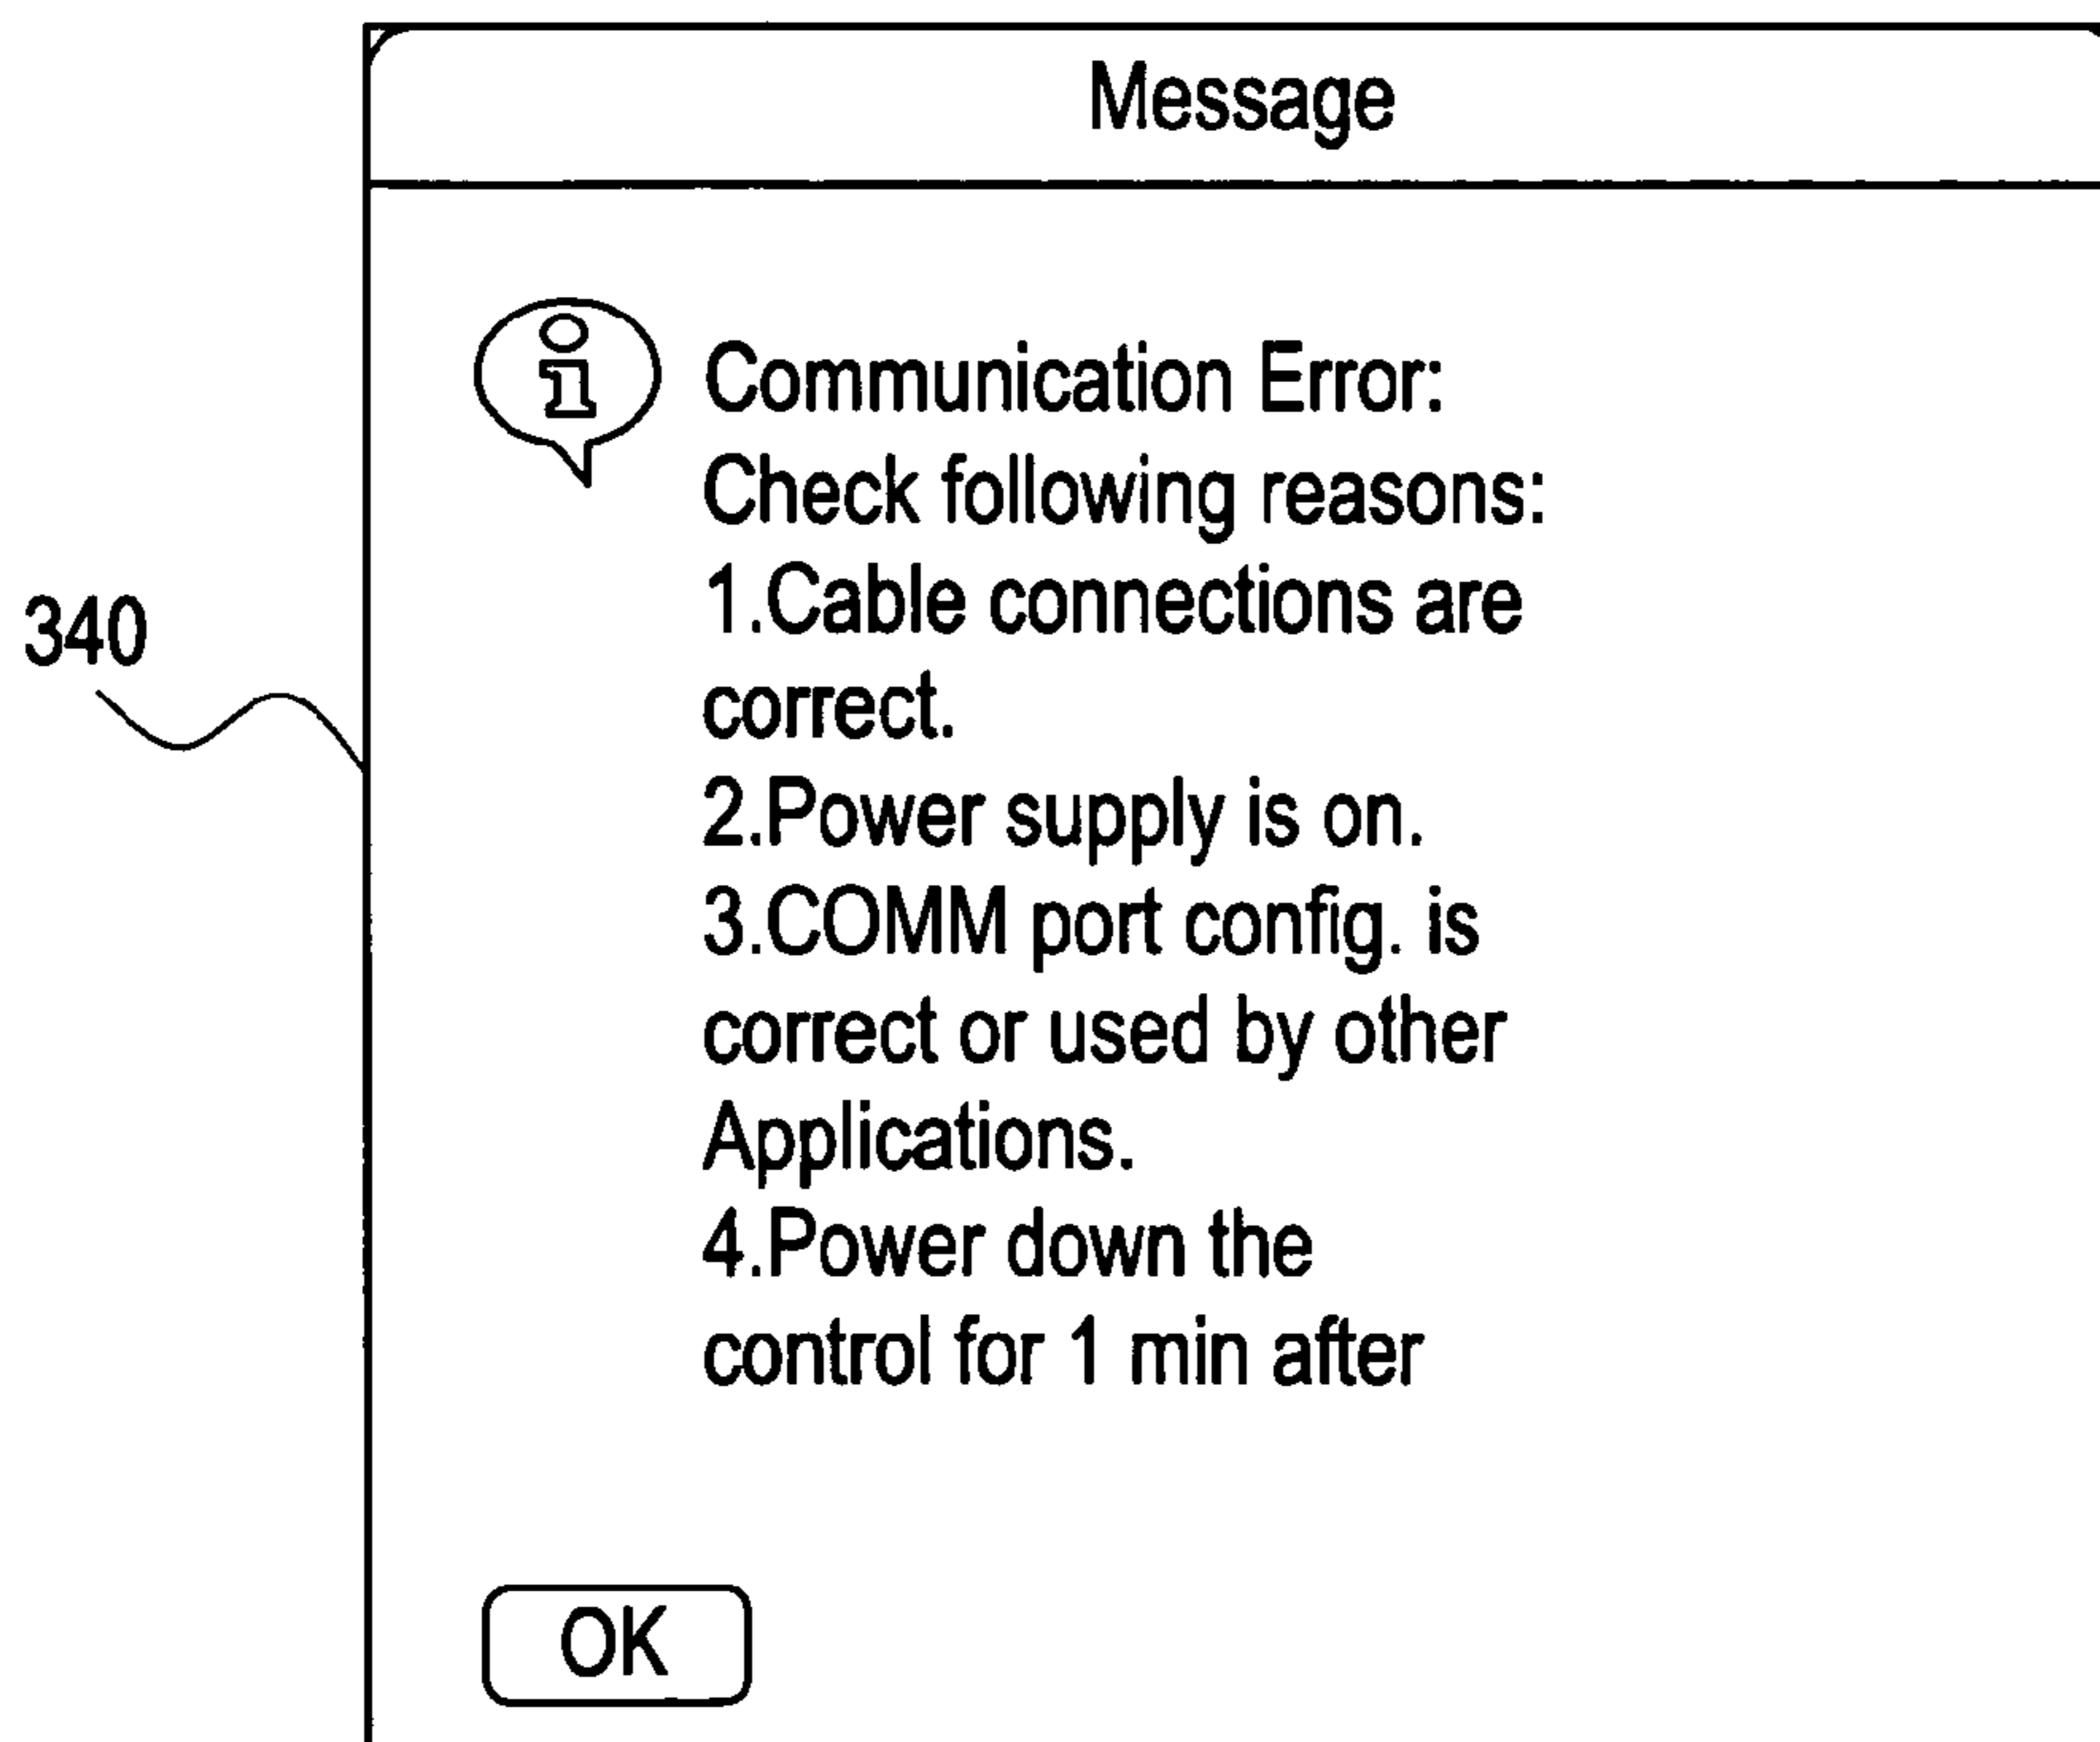 Message
Communication Error:
Check following reasons:
1.Cable connections are
correct.
2.Power supply is on.
3.COMM port config. is
correct or used by other
Applications.
4.Power down the
control for 1 min after
OK
340